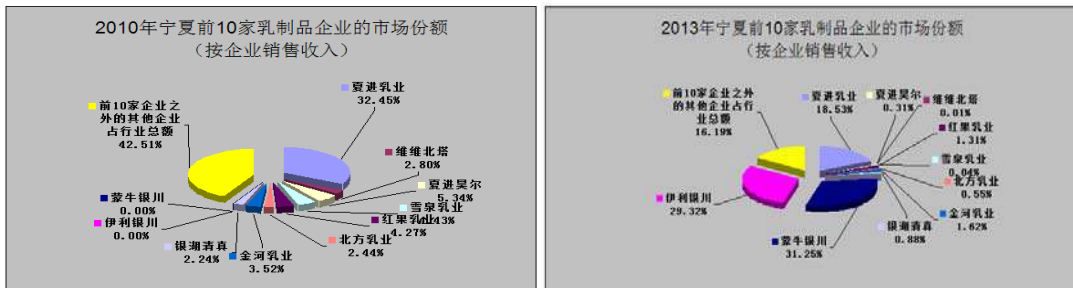 2010年宁夏前10家乳制品企业的市场份额
（按企业销售收入）
夏进乳业
32.45%
前10家企业之
外的其他企业
占行业总额
42.51%
维维北塔
2.80%
夏进昊尔
5.34%
雪泉乳业
4.43%
红果乳业
4.27%
北方乳业
2.44%
金河乳业
3.52%
银湖清真
2.24%
伊利银川
0.00%
蒙牛银川
0.00%
2013年宁夏前10家乳制品企业的市场份额
（按企业销售收入）
前10家企业之外
的其他企业占行
业总额
16.19%
夏进乳业
18.53%
夏进昊尔
0.31%
维维北塔
0.01%
红果乳业
1.31%
雪泉乳业
0.04%
北方乳业
0.55%
金河乳业
1.62%
银湖清真
0.88%
蒙牛银川
31.25%
伊利银川
29.32%